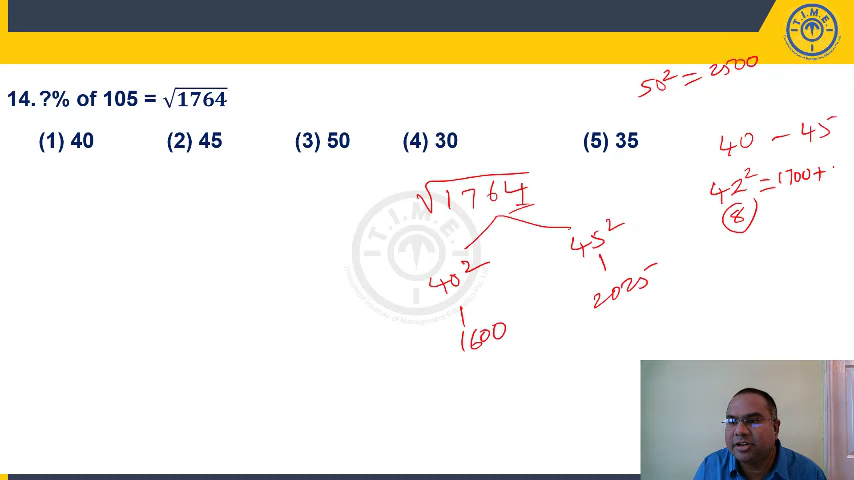 T.I.M.E.
50² = 2500
14. ?% of 105 = √1764
(1) 40 (2) 45 (3) 50 (4) 30 (5) 35
40 - 45
√1764
42² = 1700+
8
40² 45²
2025
1600
T.I.M.E.